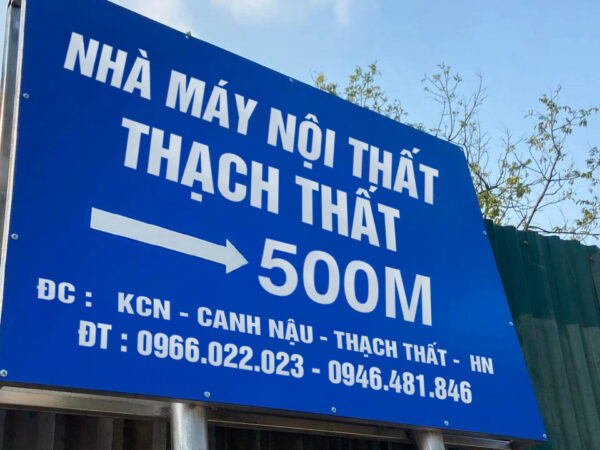 NHÀ MÁY NỘI THẤT
THẠCH THẤT
500M
ĐC : KCN - CANH NẬU - THẠCH THẤT - HN
ĐT : 0966.022.023 - 0946.481.846